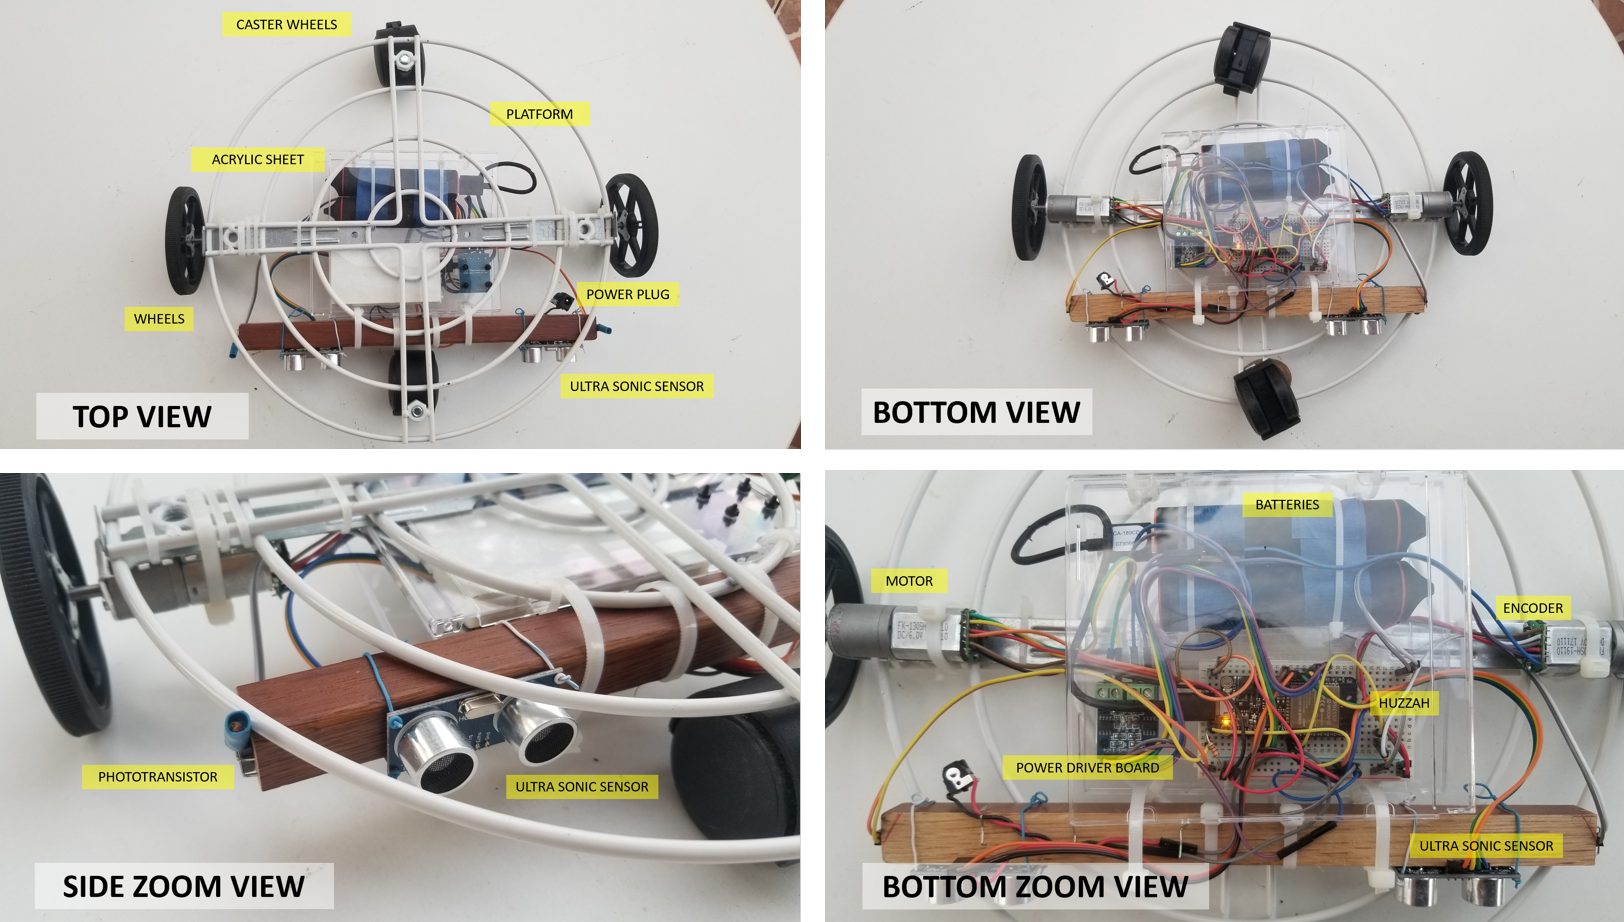 CASTER WHEELS
PLATFORM
ACRYLIC SHEET
POWER PLUG
WHEELS
ULTRA SONIC SENSOR
TOP VIEW
BOTTOM VIEW
PHOTOTRANSISTOR
ULTRA SONIC SENSOR
SIDE ZOOM VIEW
BATTERIES
MOTOR
ENCODER
HUZZAH
POWER DRIVER BOARD
ULTRA SONIC SENSOR
BOTTOM ZOOM VIEW